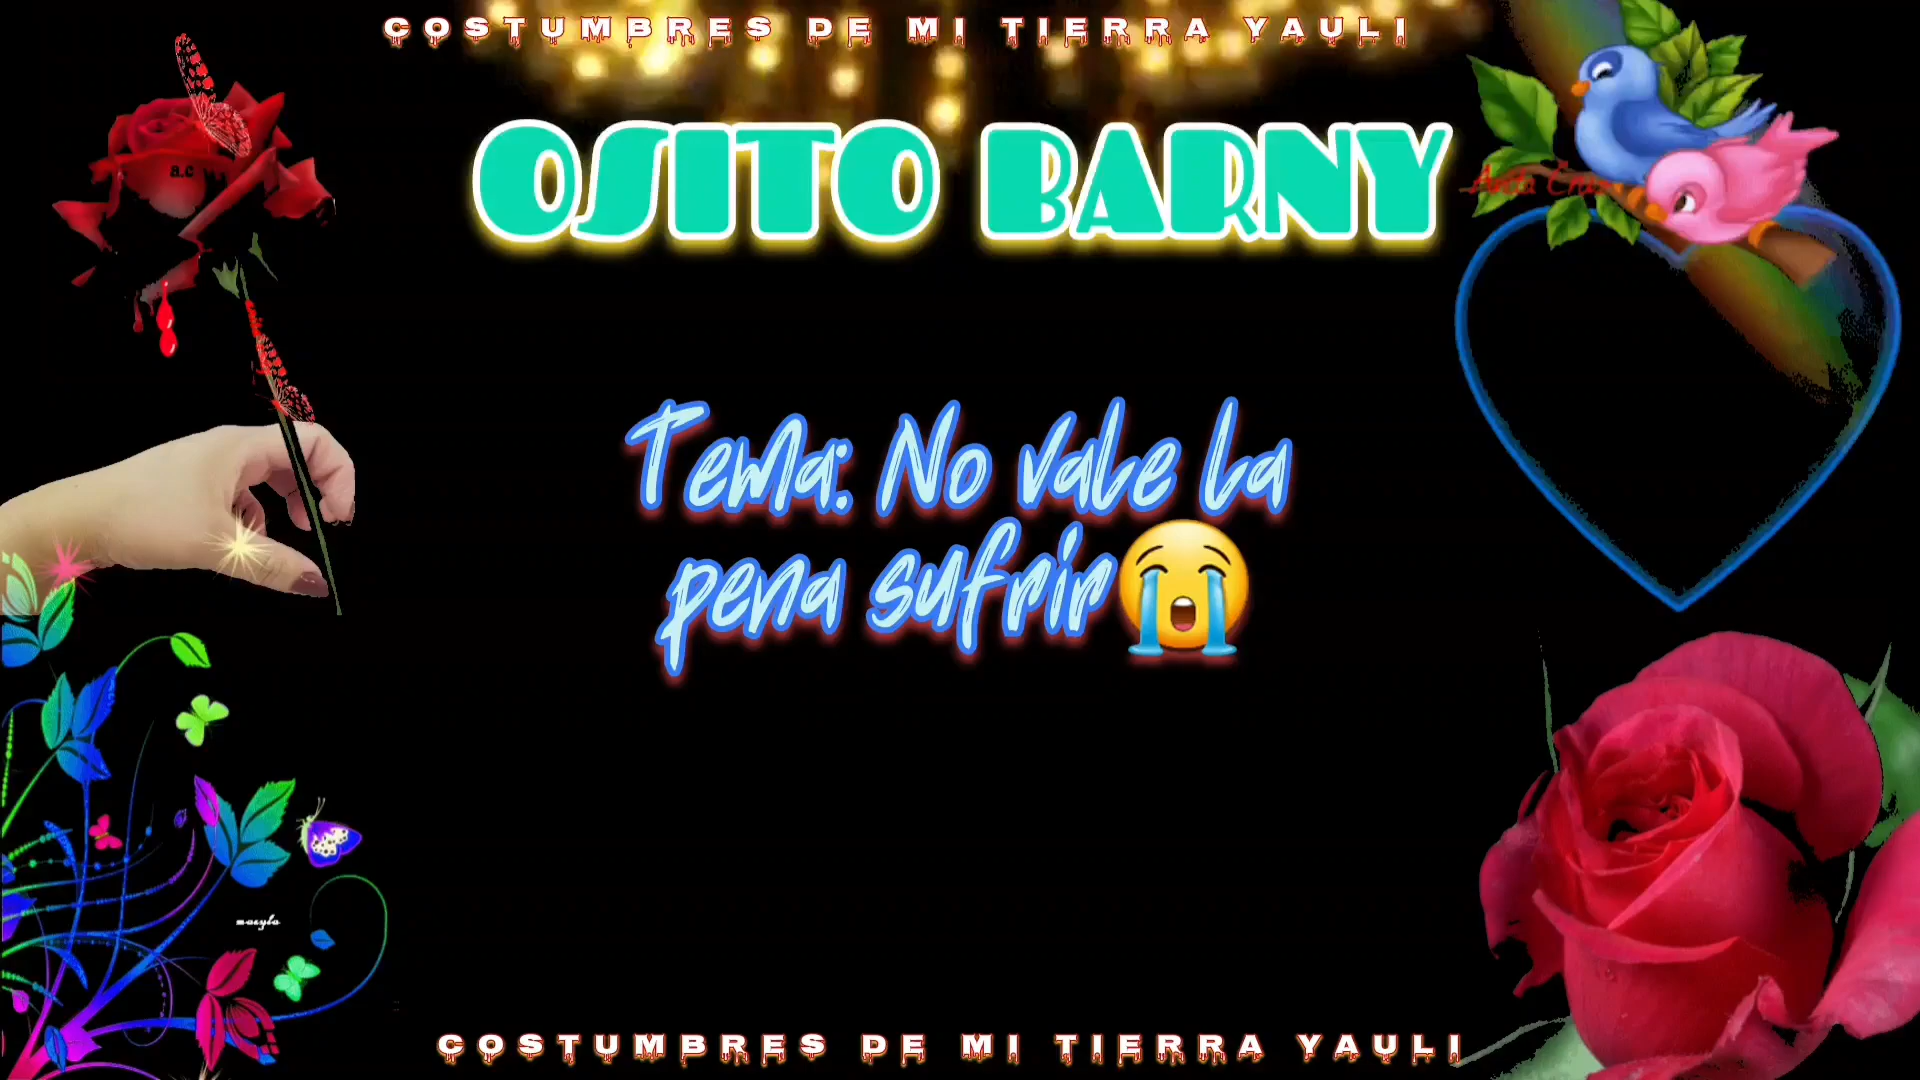 COSTUMBRES DE MI TIERRA YAULI
OSITO BARNY
a.c
Tema: No vale la
pena sufrir😭
COSTUMBRES DE MI TIERRA YAULI